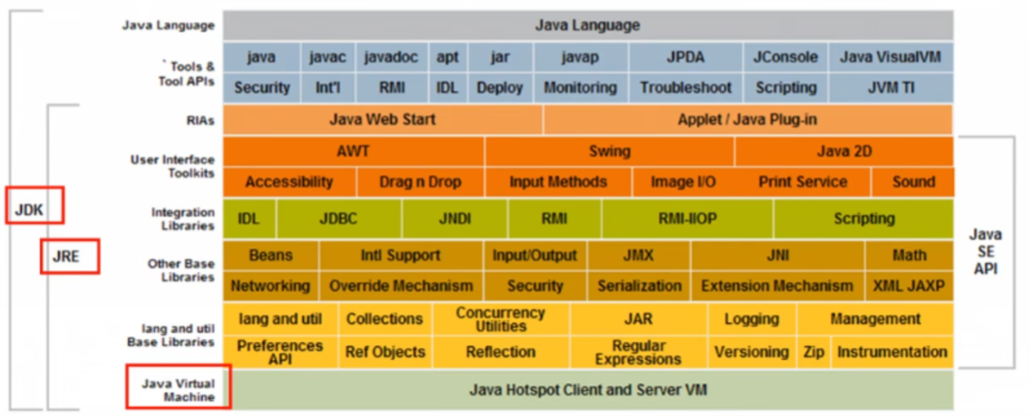 Java Language
Java Language
` Tools &
Tool APIs
java javac javadoc apt jar javap JPDA JConsole Java VisualVM
Security Int'l RMI IDL Deploy Monitoring Troubleshoot Scripting JVM TI
RIAs
Java Web Start Applet / Java Plug-in
User Interface
Toolkits
AWT Swing Java 2D
Accessibility Drag n Drop Input Methods Image I/O Print Service Sound
Integration
Libraries
IDL JDBC JNDI RMI RMI-IIOP Scripting
Other Base
Libraries
Beans Intl Support Input/Output JMX JNI Math
Networking Override Mechanism Security Serialization Extension Mechanism XML JAXP
lang and util
Base Libraries
lang and util Collections Concurrency
Utilities JAR Logging Management
Preferences
API Ref Objects Reflection Regular
Expressions Versioning Zip Instrumentation
Java Virtual
Machine
Java Hotspot Client and Server VM
JDK
JRE
Java
SE
API